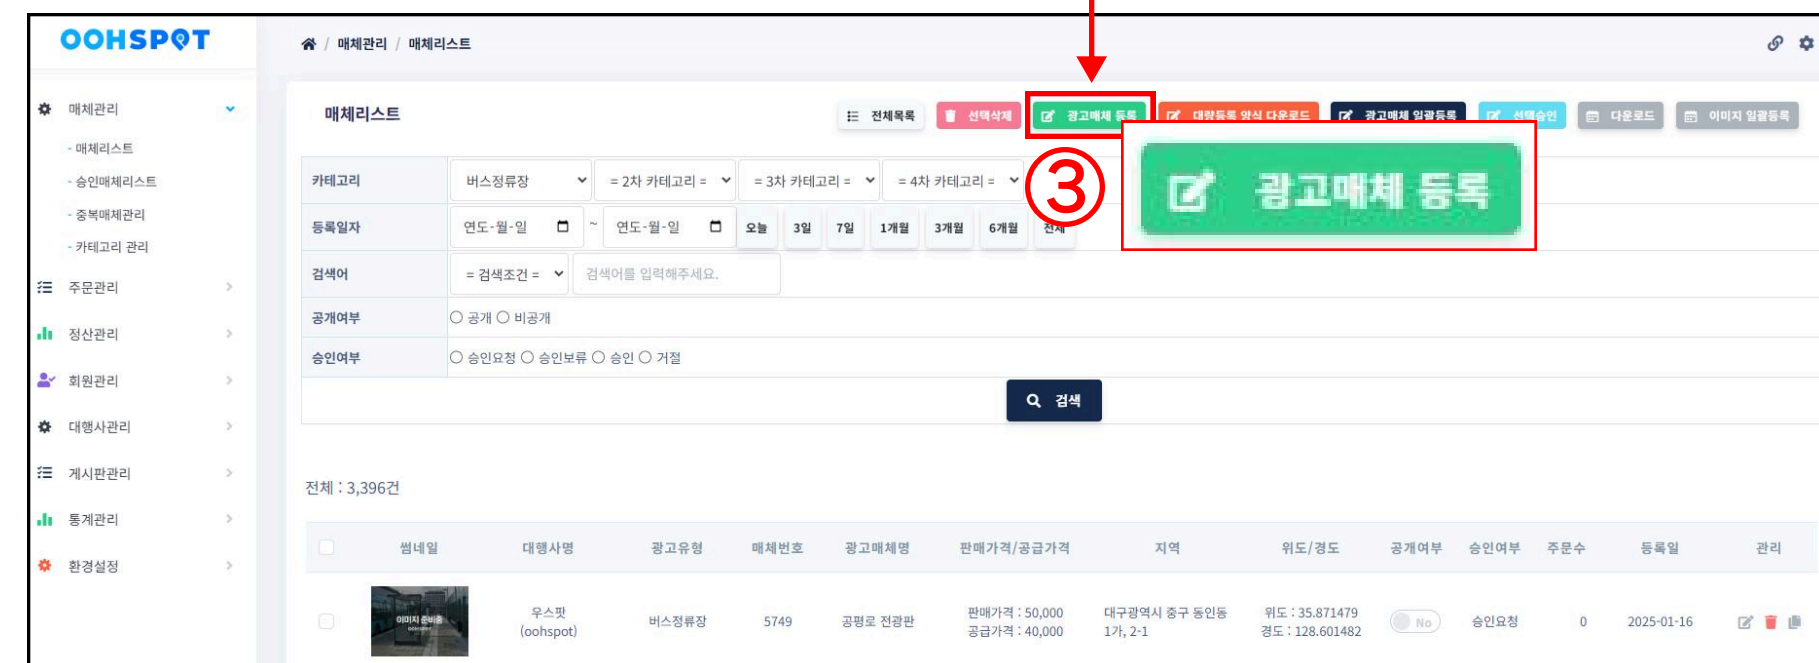 OOHSPOT
/ 매체관리 / 매체리스트
매체관리
- 매체리스트
- 승인매체리스트
- 중복매체관리
- 카테고리 관리
주문관리
정산관리
회원관리
대행사관리
게시판관리
통계관리
환경설정
매체리스트
전체목록 선택삭제 광고매체 등록 대량등록 양식 다운로드 광고매체 일괄등록 선택승인 다운로드 이미지 일괄등록
③ 광고매체 등록
카테고리 버스정류장 = 2차 카테고리 = = 3차 카테고리 = = 4차 카테고리 =
등록일자 연도-월-일 ~ 연도-월-일 오늘 3일 7일 1개월 3개월 6개월 전체
검색어 = 검색조건 = 검색어를 입력해주세요.
공개여부 공개 비공개
승인여부 승인요청 승인보류 승인 거절
검색
전체 : 3,396건
썸네일 대행사명 광고유형 매체번호 광고매체명 판매가격/공급가격 지역 위도/경도 공개여부 승인여부 주문수 등록일 관리
이미지 준비중
OOHSPOT
우스팟
(oohspot)
버스정류장 5749 공평로 전광판
판매가격 : 50,000
공급가격 : 40,000
대구광역시 중구 동인동
1가, 2-1
위도 : 35.871479
경도 : 128.601482
No 승인요청 0 2025-01-16